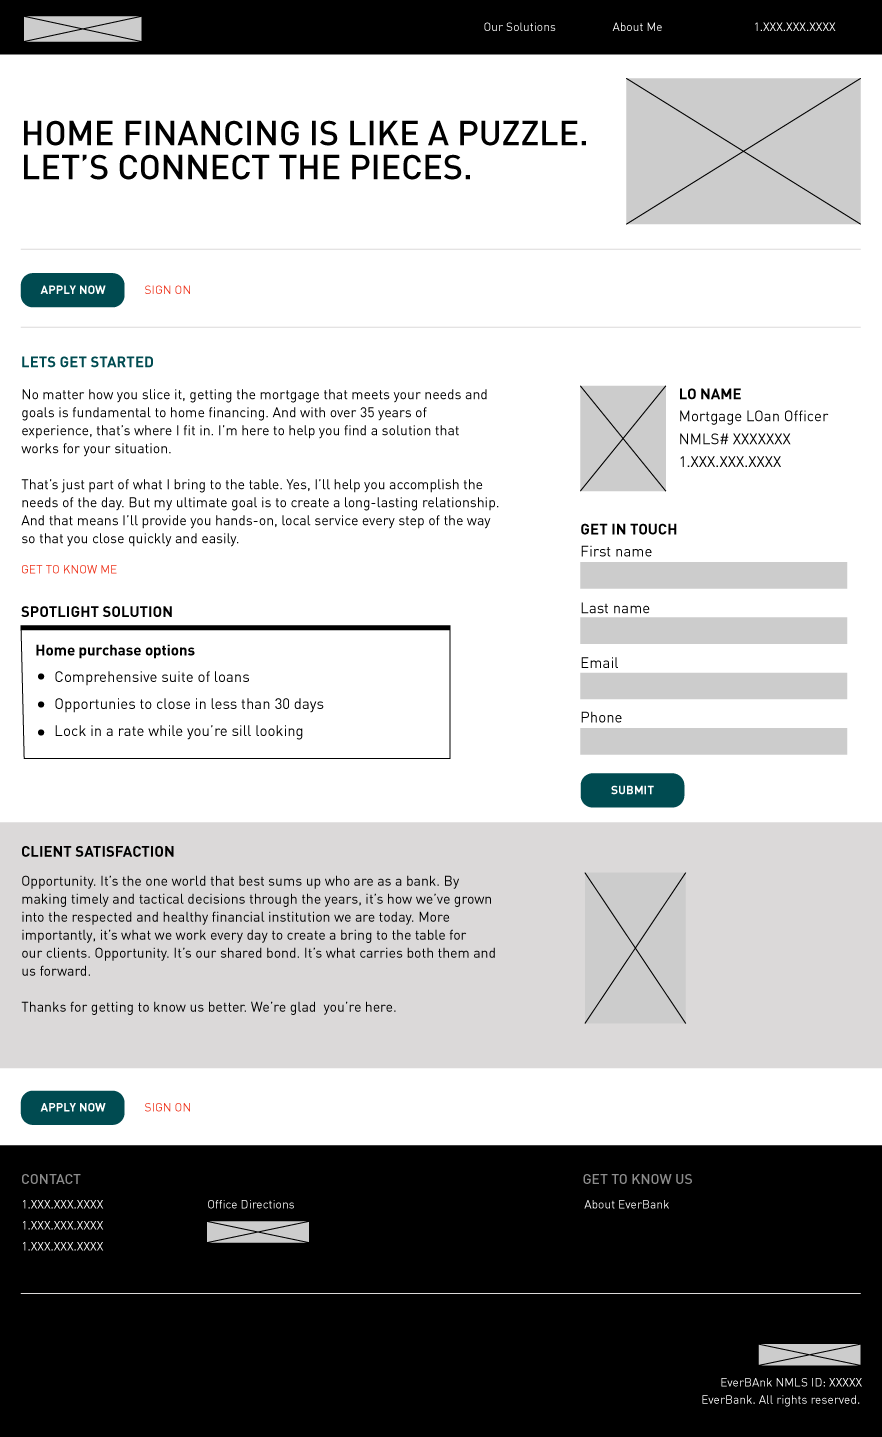 Our Solutions
About Me
1.XXX.XXX.XXXX
HOME FINANCING IS LIKE A PUZZLE.
LET'S CONNECT THE PIECES.
APPLY NOW
SIGN ON
LETS GET STARTED
No matter how you slice it, getting the mortgage that meets your needs and
goals is fundamental to home financing. And with over 35 years of
experience, that's where I fit in. I'm here to help you find a solution that
works for your situation.
That's just part of what I bring to the table. Yes, I'll help you accomplish the
needs of the day. But my ultimate goal is to create a long-lasting relationship.
And that means I'll provide you hands-on, local service every step of the way
so that you close quickly and easily.
GET TO KNOW ME
SPOTLIGHT SOLUTION
Home purchase options
• Comprehensive suite of loans
• Opportunies to close in less than 30 days
• Lock in a rate while you're sill looking
LO NAME
Mortgage LOan Officer
NMLS# XXXXXXX
1.XXX.XXX.XXXX
GET IN TOUCH
First name
Last name
Email
Phone
SUBMIT
CLIENT SATISFACTION
Opportunity. It's the one world that best sums up who are as a bank. By
making timely and tactical decisions through the years, it's how we've grown
into the respected and healthy financial institution we are today. More
importantly, it's what we work every day to create a bring to the table for
our clients. Opportunity. It's our shared bond. It's what carries both them and
us forward.
Thanks for getting to know us better. We're glad  you're here.
APPLY NOW
SIGN ON
CONTACT
1.XXX.XXX.XXXX
1.XXX.XXX.XXXX
1.XXX.XXX.XXXX
Office Directions
GET TO KNOW US
About EverBank
EverBAnk NMLS ID: XXXXX
EverBank. All rights reserved.